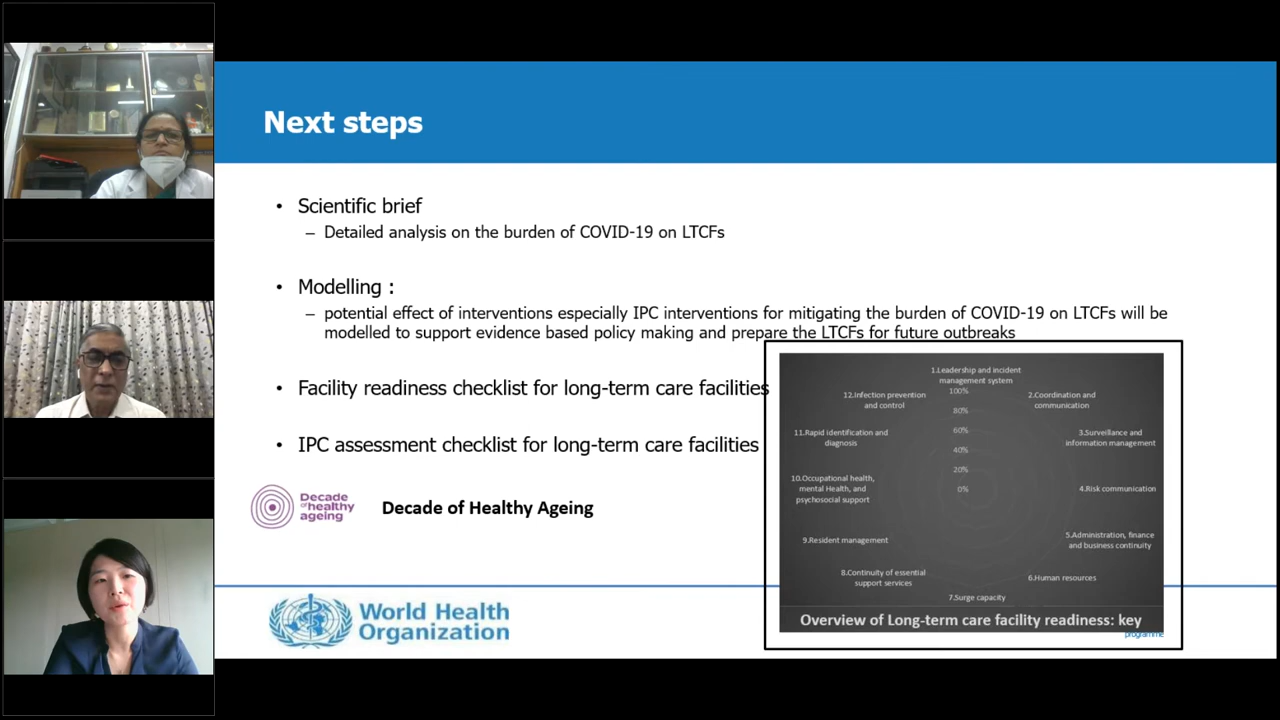 Next steps
• Scientific brief
– Detailed analysis on the burden of COVID-19 on LTCFs
• Modelling :
– potential effect of interventions especially IPC interventions for mitigating the burden of COVID-19 on LTCFs will be
modelled to support evidence based policy making and prepare the LTCFs for future outbreaks
• Facility readiness checklist for long-term care facilities
• IPC assessment checklist for long-term care facilities
Decade
of healthy
ageing
Decade of Healthy Ageing
World Health
Organization
1.Leadership and incident
management system
100%
80%
60%
40%
20%
0%
2.Coordination and
communication
3.Surveillance and
information management
4.Risk communication
5.Administration, finance
and business continuity
6.Human resources
7.Surge capacity
8.Continuity of essential
support services
9.Resident management
10.Occupational health,
mental Health, and
psychosocial support
11.Rapid identification and
diagnosis
12.Infection prevention
and control
Overview of Long-term care facility readiness: key
programme